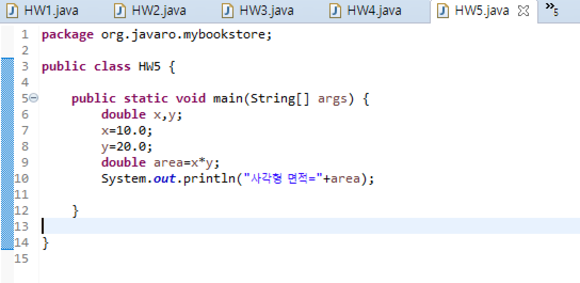 HW1.java HW2.java HW3.java HW4.java HW5.java »5
1 package org.javaro.mybookstore;
2
3 public class HW5 {
4
5 public static void main(String[] args) {
6 double x,y;
7 x=10.0;
8 y=20.0;
9 double area=x*y;
10 System.out.println("사각형 면적="+area);
11
12 }
13
14 }
15